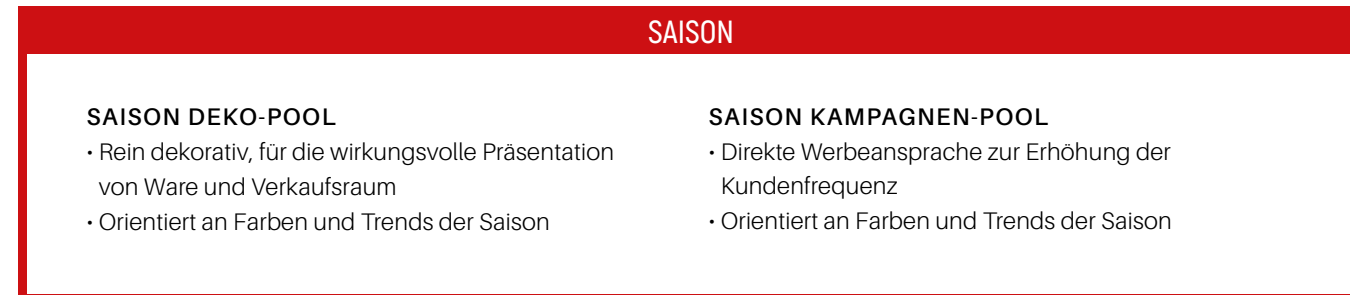 SAISON
SAISON DEKO-POOL
• Rein dekorativ, für die wirkungsvolle Präsentation
von Ware und Verkaufsraum
• Orientiert an Farben und Trends der Saison
SAISON KAMPAGNEN-POOL
• Direkte Werbeansprache zur Erhöhung der
Kundenfrequenz
• Orientiert an Farben und Trends der Saison